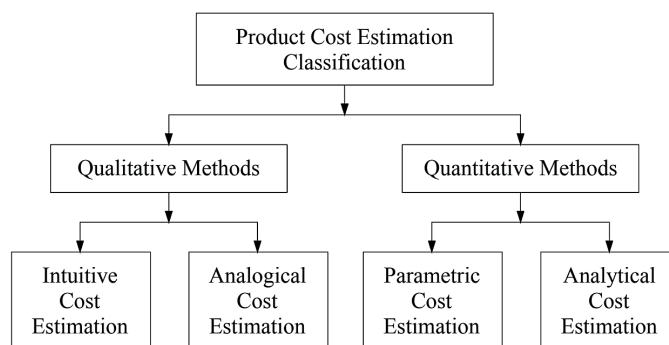 Product Cost Estimation
Classification
Qualitative Methods
Quantitative Methods
Intuitive
Cost
Estimation
Analogical
Cost
Estimation
Parametric
Cost
Estimation
Analytical
Cost
Estimation